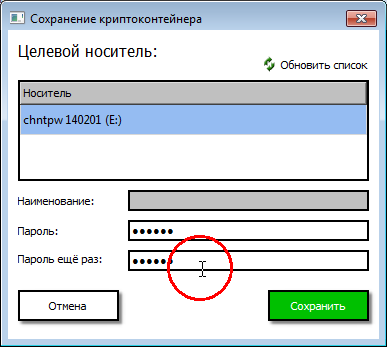 Сохранение криптоконтейнера
Целевой носитель:
Обновить список
Носитель
chntpw 140201 (E:)
Наименование:
Пароль:
••••••
Пароль ещё раз:
••••••
Отмена
Сохранить